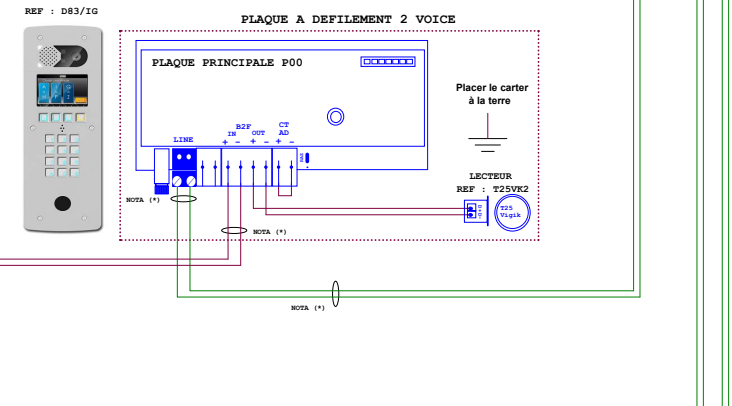 REF : D83/IG
PLAQUE A DEFILEMENT 2 VOICE
PLAQUE PRINCIPALE P00
Placer le carter
à la terre
B2F
CT
IN
OUT
AD
LINE
+ - + - + -
LECTEUR
REF : T25VK2
T25
Vigik
NOTA (*)
NOTA (*)
NOTA (*)